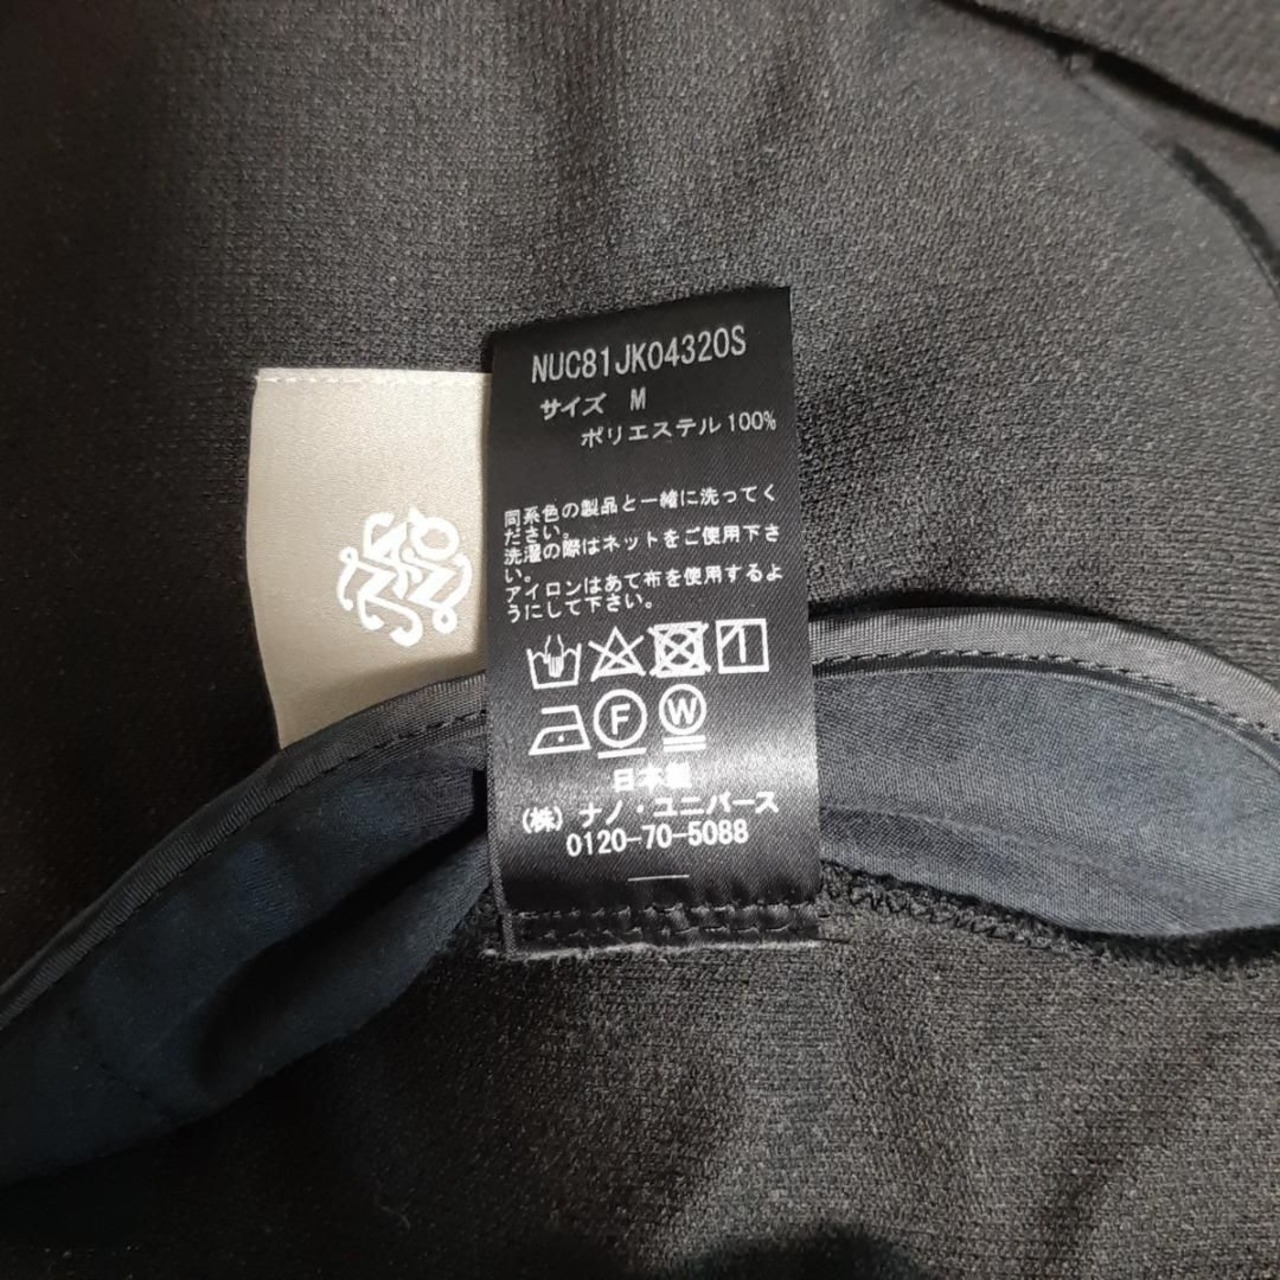 NUC81JK0432OS
サイズ M
ポリエステル100%
同系色の製品と一緒に洗ってく
ださい。
洗濯の際はネットをご使用下さ
い。
アイロンはあて布を使用するよ
うにして下さい。
F W
日本製
(株) ナノ・ユニバース
0120-70-5088